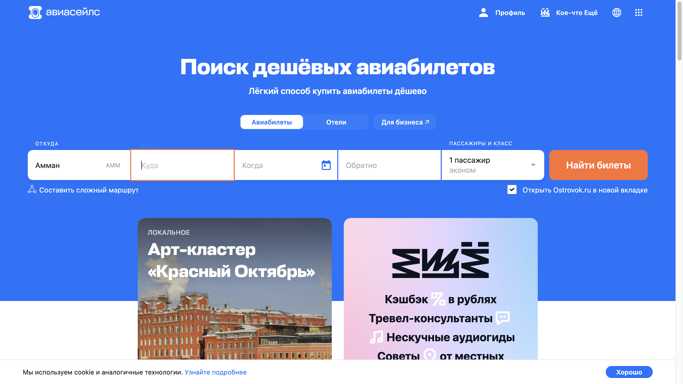 авиасейлс
Профиль
Кое-что Ещё
Поиск дешёвых авиабилетов
Лёгкий способ купить авиабилеты дёшево
Авиабилеты
Отели
Для бизнеса ↗
ОТКУДА
ПАССАЖИРЫ И КЛАСС
Амман
АММ
Куда
Когда
Обратно
1 пассажир
эконом
Найти билеты
Составить сложный маршрут
Открыть Ostrovok.ru в новой вкладке
ЛОКАЛЬНОЕ
Арт-кластер
«Красный Октябрь»
ЕЩЁ
Кэшбэк % в рублях
Тревел-консультанты
Нескучные аудиогиды
Советы от местных
Мы используем cookie и аналогичные технологии. Узнайте подробнее
Хорошо